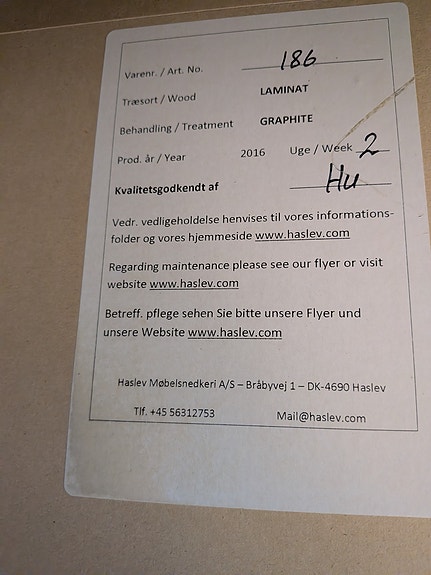 Varenr. / Art. No. 186
Træsort / Wood LAMINAT
Behandling / Treatment GRAPHITE
Prod. år / Year 2016 Uge / Week 2
Kvalitetsgodkendt af Hu
Vedr. vedligeholdelse henvises til vores informations-
folder og vores hjemmeside www.haslev.com
Regarding maintenance please see our flyer or visit
website www.haslev.com
Betreff. pflege sehen Sie bitte unsere Flyer und
unsere Website www.haslev.com
Haslev Møbelsnedkeri A/S – Bråbyvej 1 – DK-4690 Haslev
Tlf. +45 56312753 Mail@haslev.com